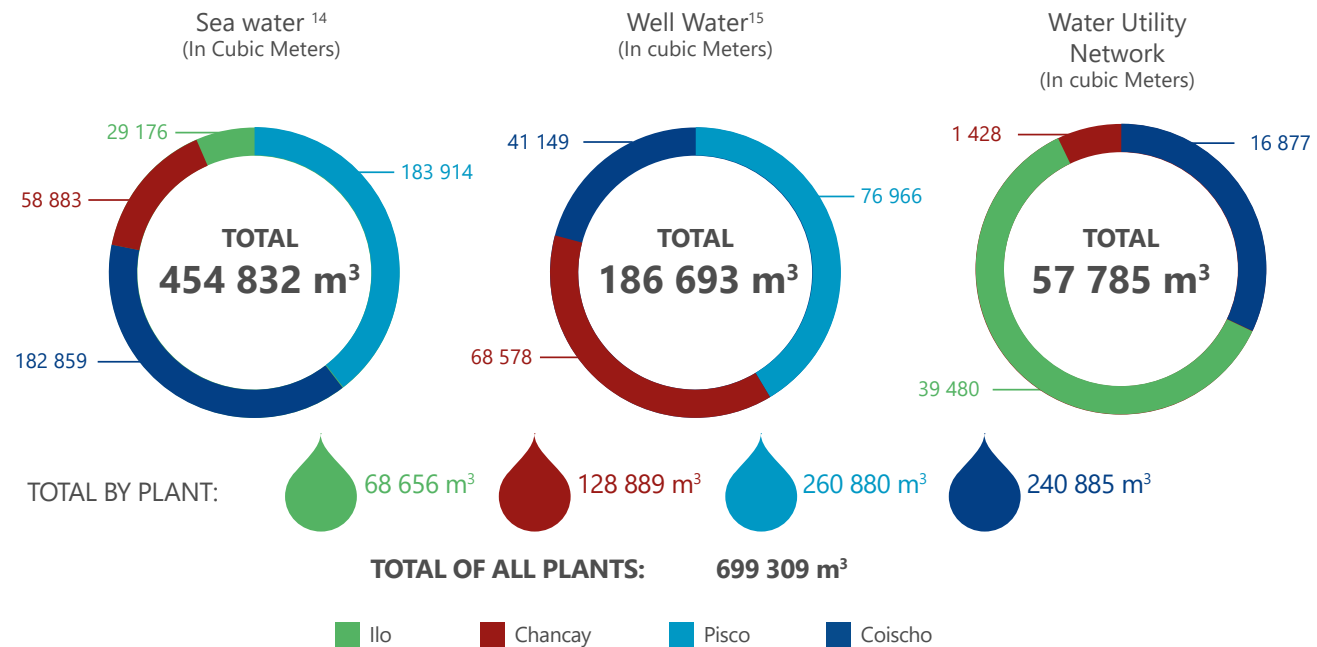 Sea water 14
(In Cubic Meters)
29 176
183 914
58 883
TOTAL
454 832 m3
182 859
Well Water15
(In cubic Meters)
41 149
76 966
TOTAL
186 693 m3
68 578
Water Utility
Network
(In cubic Meters)
1 428
16 877
TOTAL
57 785 m3
39 480
TOTAL BY PLANT:
68 656 m3
128 889 m3
260 880 m3
240 885 m3
TOTAL OF ALL PLANTS: 699 309 m3
Ilo
Chancay
Pisco
Coischo